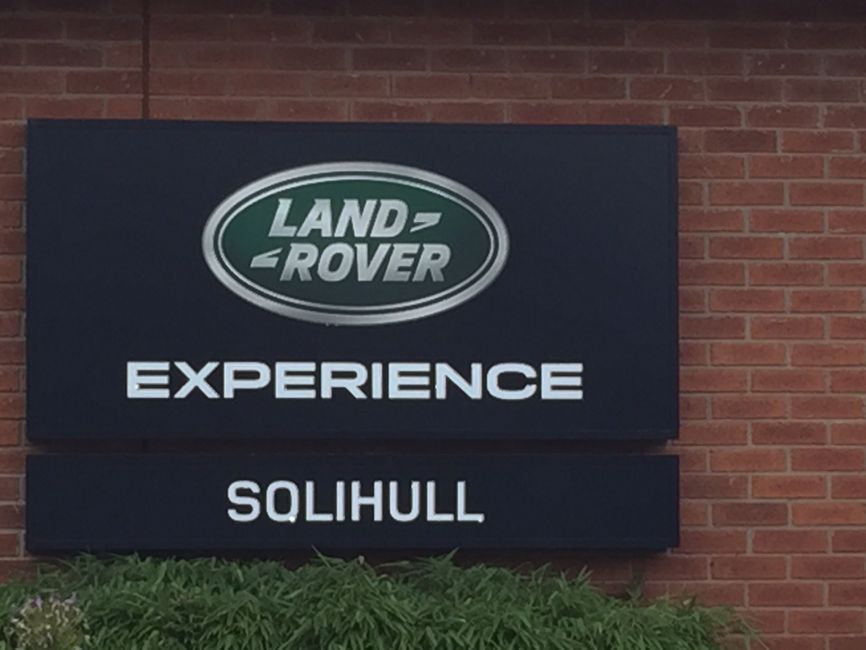 LAND
ROVER
EXPERIENCE
SOLIHULL